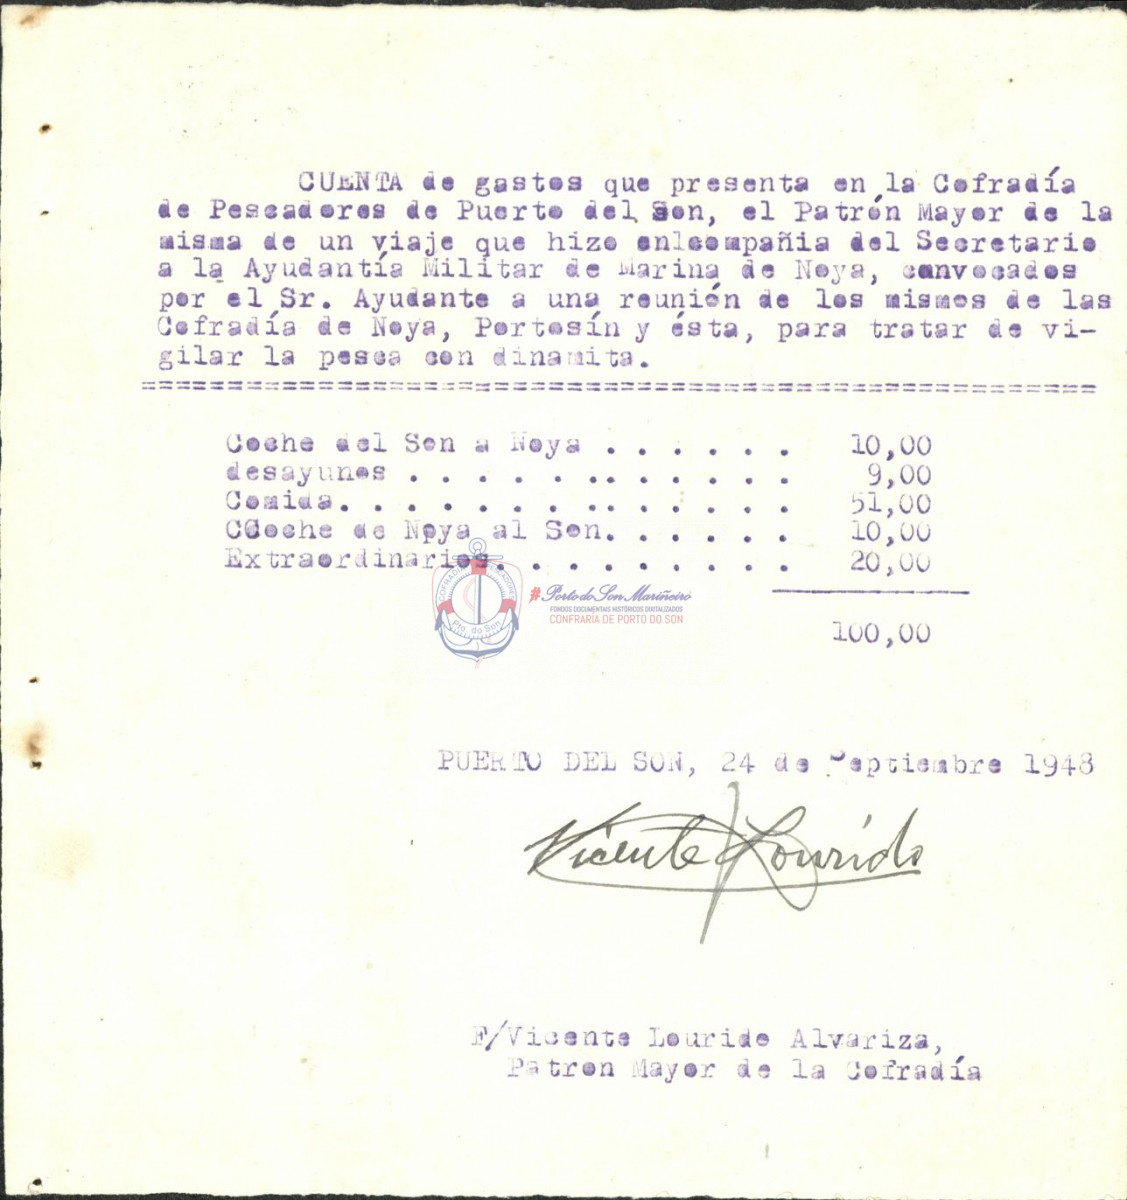 CUENTA de gastos que presenta en la Cofradía
de Pescadores de Puerto del Son, el Patrón Mayor de la
misma de un viaje que hizo enlcompañia del Secretario
a la Ayudantía Militar de Marina de Noya, convocados
por el Sr. Ayudante a una reunión de los mismos de las
Cofradía de Noya, Portosín y ésta, para tratar de vi-
gilar la pesca con dinamita.
==========================================================
Coche del Son a Noya . . . . . . 10,00
desayunos . . . . . .. . . . . . 9,00
Comida. . . . . . . .. . . . . . 51,00
CCoche de Noya al Son. . . . . . 10,00
Extraordinarios. . . . . . . . . 20,00
100,00
COFRADÍA DE PESCADORES
Pto. do Son
#PortodoSonMariñeiro
FONDOS DOCUMENTAIS HISTÓRICOS DIXITALIZADOS
CONFRARÍA DE PORTO DO SON
PUERTO DEL SON, 24 de Septiembre 1948
Vicente Lourido
F/Vicente Lourido Alvariza,
Patron Mayor de la Cofradía